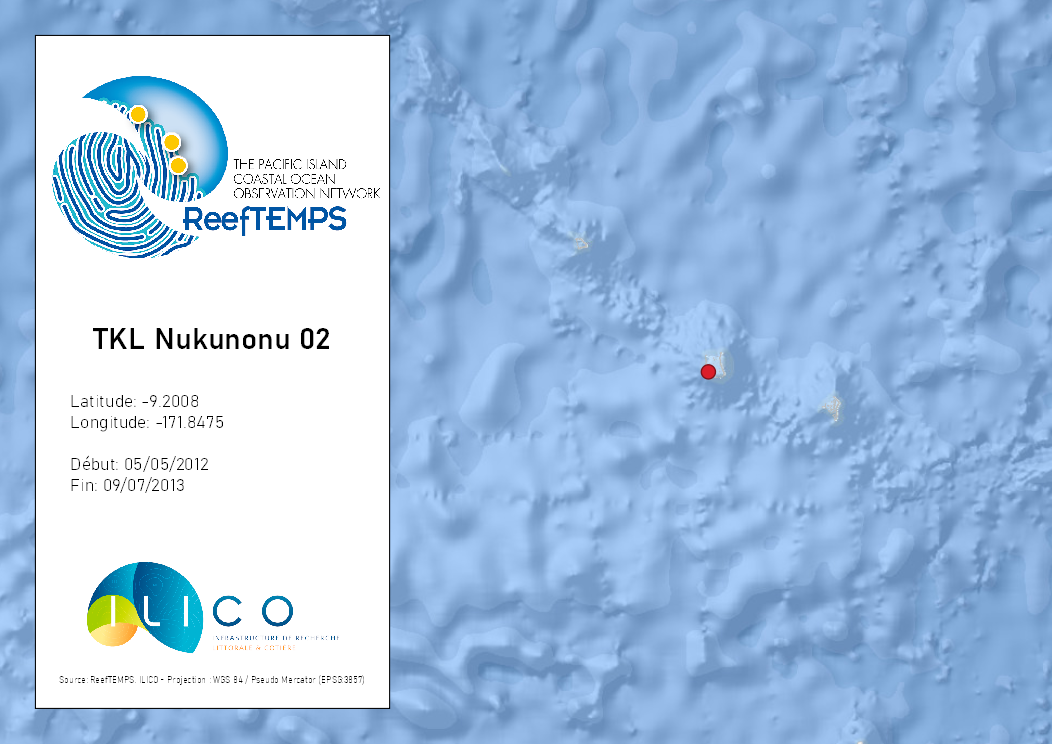 THE PACIFIC ISLAND
COASTAL OCEAN
OBSERVATION NETWORK
ReefTEMPS
TKL Nukunonu 02
Latitude: -9.2008
Longitude: -171.8475
Début: 05/05/2012
Fin: 09/07/2013
ILICO
INFRASTRUCTURE DE RECHERCHE
LITTORALE & CÔTIÈRE
Source: ReefTEMPS, ILICO - Projection : WGS 84 / Pseudo Mercator (EPSG:3857)